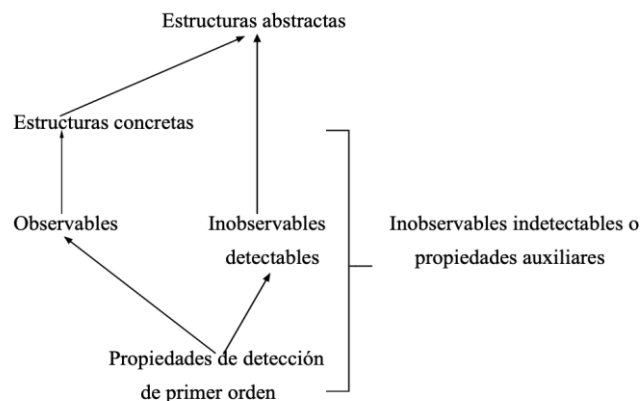 Estructuras abstractas
Estructuras concretas
Observables
Inobservables
detectables
Inobservables indetectables o
propiedades auxiliares
Propiedades de detección
de primer orden